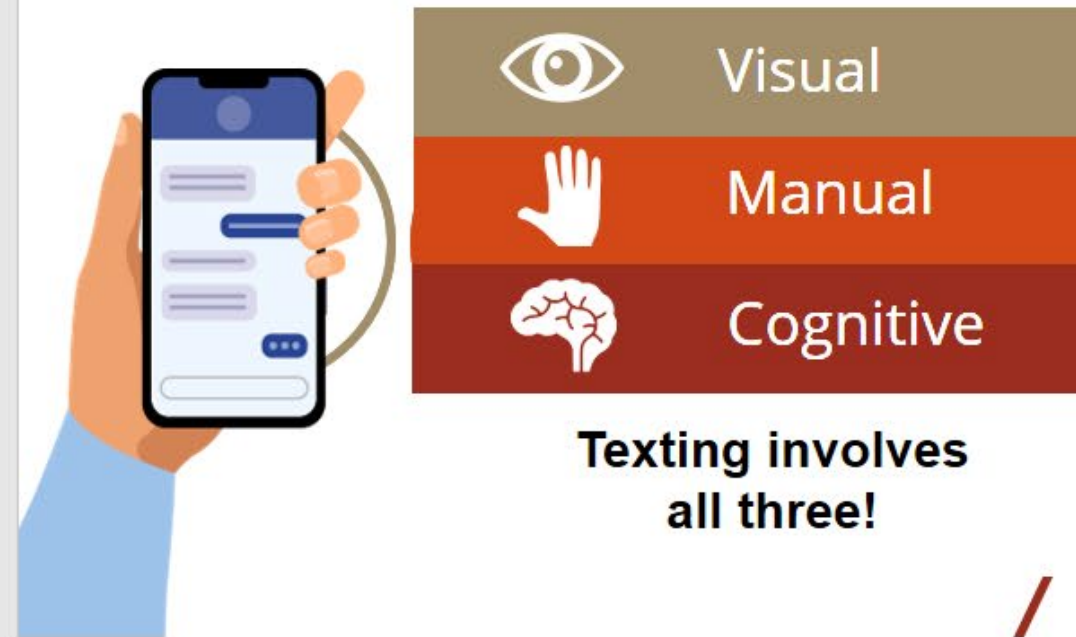 Visual
Manual
Cognitive
Texting involves
all three!